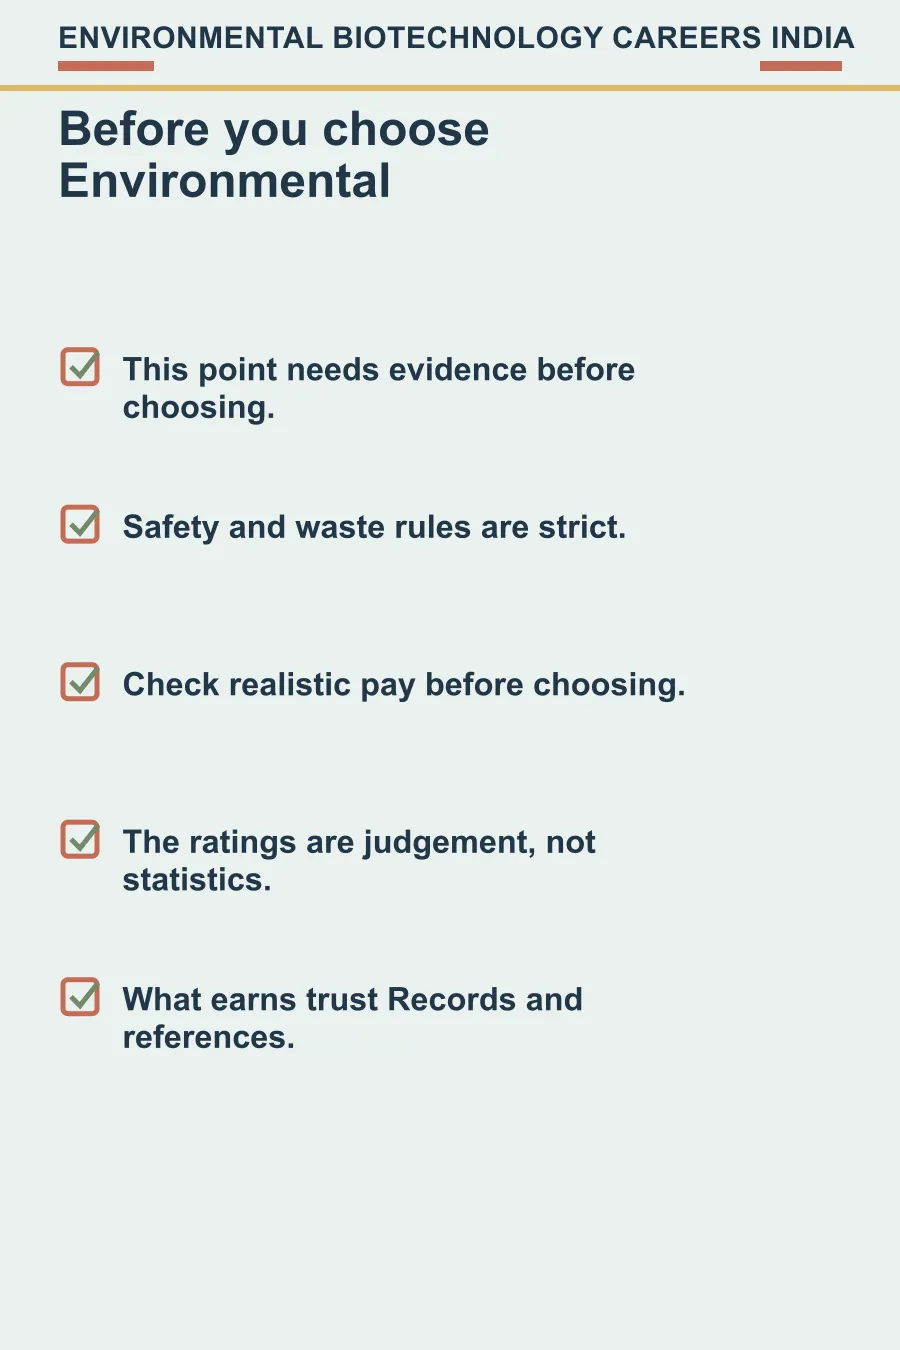 ENVIRONMENTAL BIOTECHNOLOGY CAREERS INDIA
Before you choose
Environmental
This point needs evidence before
choosing.
Safety and waste rules are strict.
Check realistic pay before choosing.
The ratings are judgement, not
statistics.
What earns trust Records and
references.